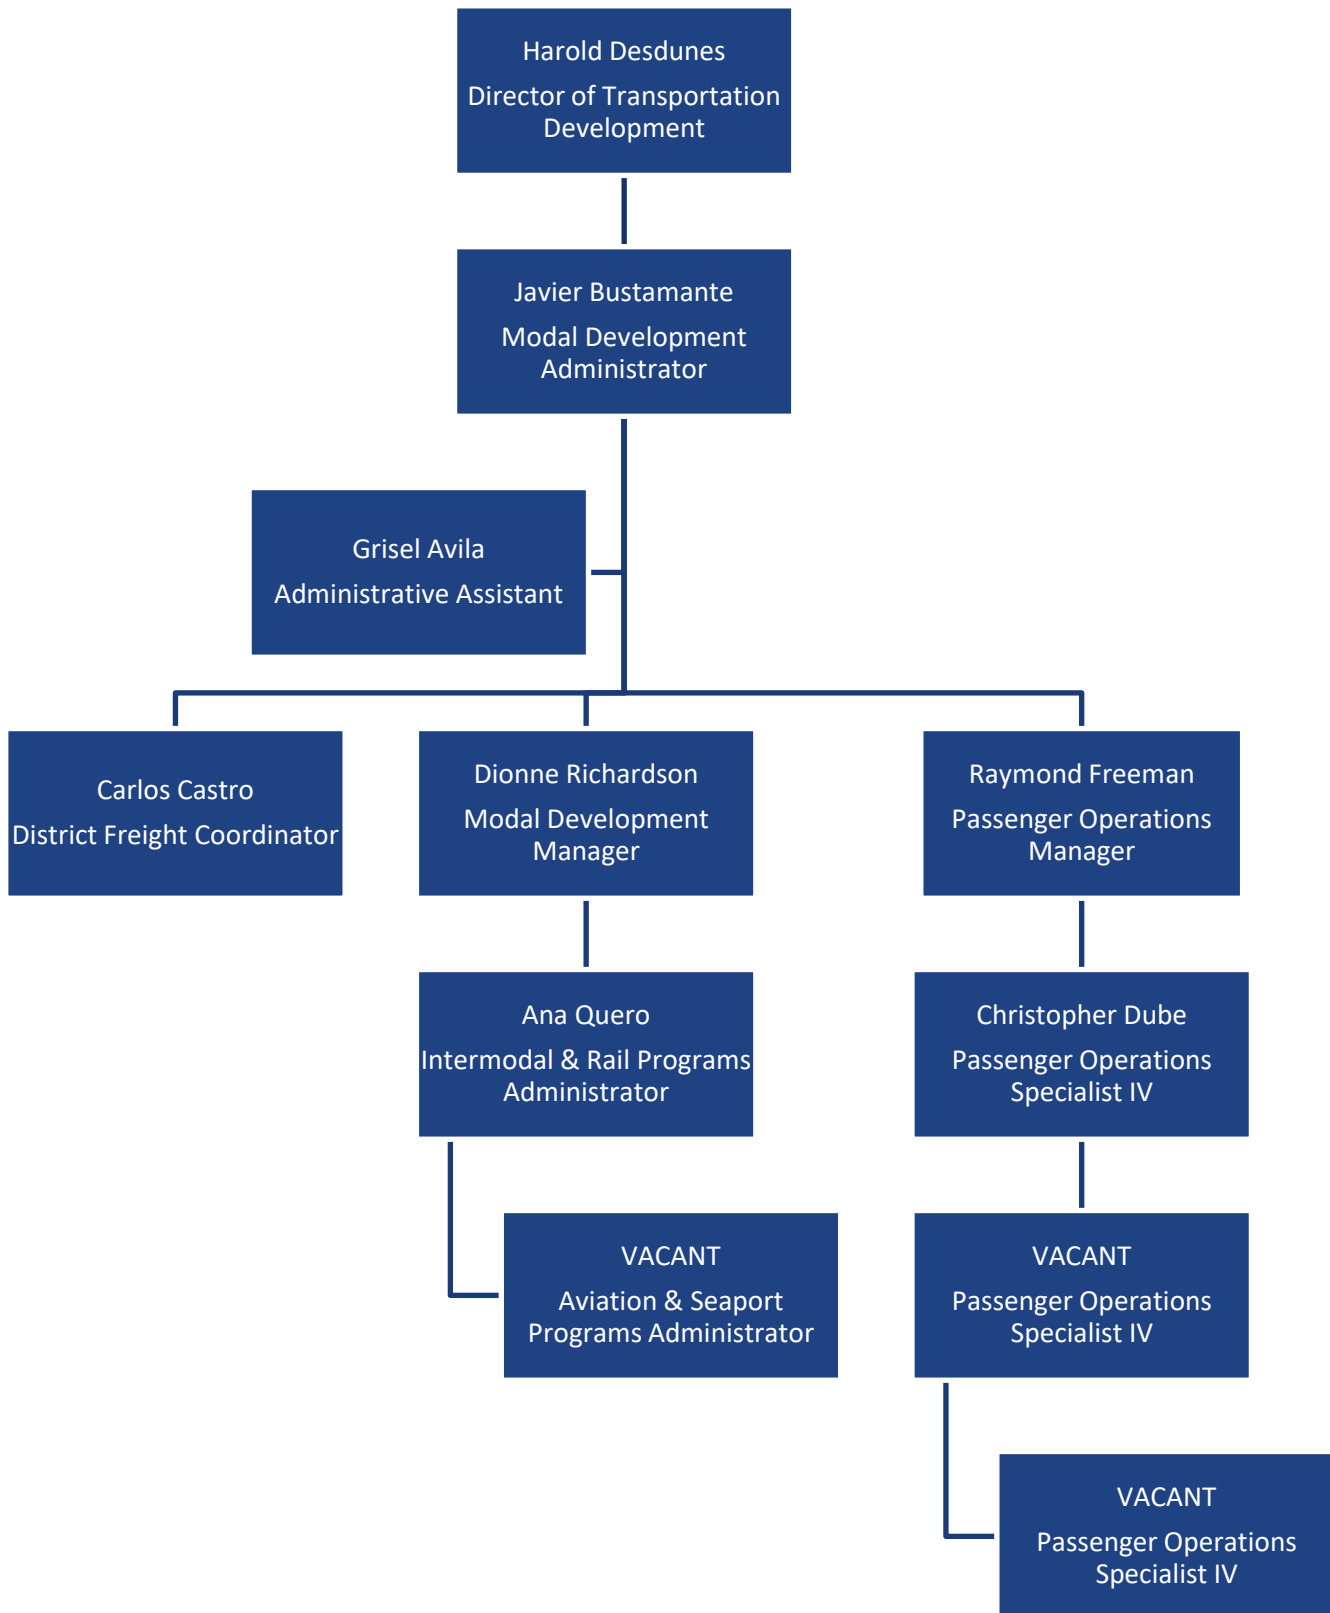 Harold Desdunes
Director of Transportation
Development
Javier Bustamante
Modal Development
Administrator
Grisel Avila
Administrative Assistant
Carlos Castro
District Freight Coordinator
Dionne Richardson
Modal Development
Manager
Raymond Freeman
Passenger Operations
Manager
Ana Quero
Intermodal & Rail Programs
Administrator
Christopher Dube
Passenger Operations
Specialist IV
VACANT
Aviation & Seaport
Programs Administrator
VACANT
Passenger Operations
Specialist IV
VACANT
Passenger Operations
Specialist IV